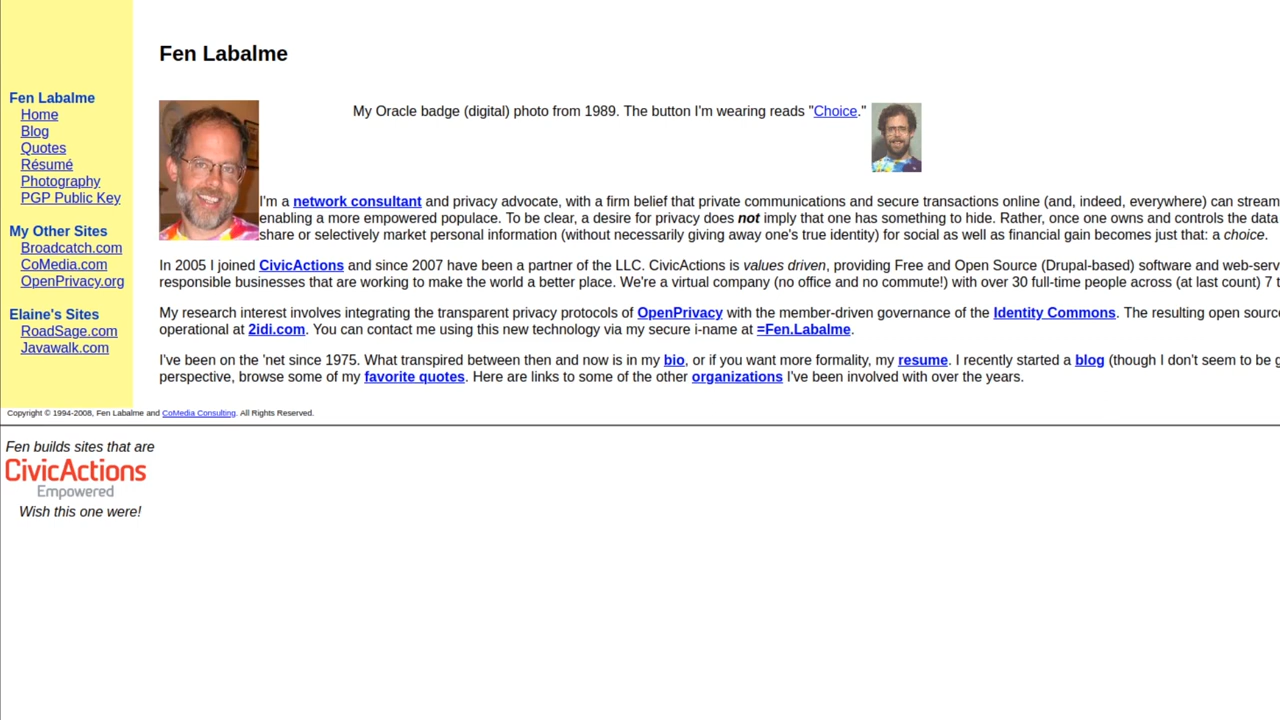 Fen Labalme
Fen Labalme
Home
Blog
Quotes
Résumé
Photography
PGP Public Key
My Other Sites
Broadcatch.com
CoMedia.com
OpenPrivacy.org
Elaine's Sites
RoadSage.com
Javawalk.com
My Oracle badge (digital) photo from 1989. The button I'm wearing reads "Choice."
I'm a network consultant and privacy advocate, with a firm belief that private communications and secure transactions online (and, indeed, everywhere) can stream
enabling a more empowered populace. To be clear, a desire for privacy does not imply that one has something to hide. Rather, once one owns and controls the data
share or selectively market personal information (without necessarily giving away one's true identity) for social as well as financial gain becomes just that: a choice.
In 2005 I joined CivicActions and since 2007 have been a partner of the LLC. CivicActions is values driven, providing Free and Open Source (Drupal-based) software and web-serv
responsible businesses that are working to make the world a better place. We're a virtual company (no office and no commute!) with over 30 full-time people across (at last count) 7 t
My research interest involves integrating the transparent privacy protocols of OpenPrivacy with the member-driven governance of the Identity Commons. The resulting open sourc
operational at 2idi.com. You can contact me using this new technology via my secure i-name at =Fen.Labalme.
I've been on the 'net since 1975. What transpired between then and now is in my bio, or if you want more formality, my resume. I recently started a blog (though I don't seem to be g
perspective, browse some of my favorite quotes. Here are links to some of the other organizations I've been involved with over the years.
Copyright © 1994-2008, Fen Labalme and CoMedia Consulting. All Rights Reserved.
Fen builds sites that are
CivicActions
Empowered
Wish this one were!